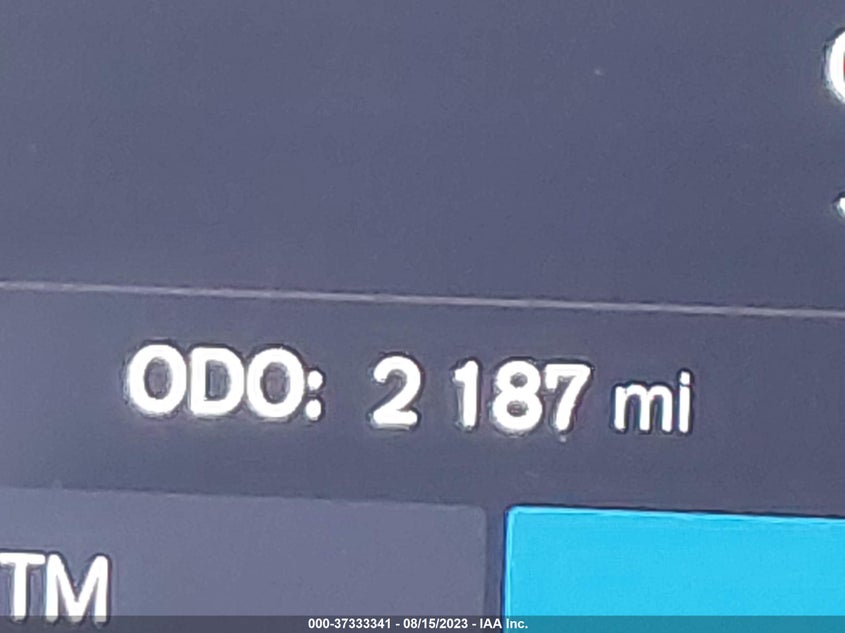 ODO: 2 187 mi
TM
000-37333341 - 08/15/2023 - IAA Inc.